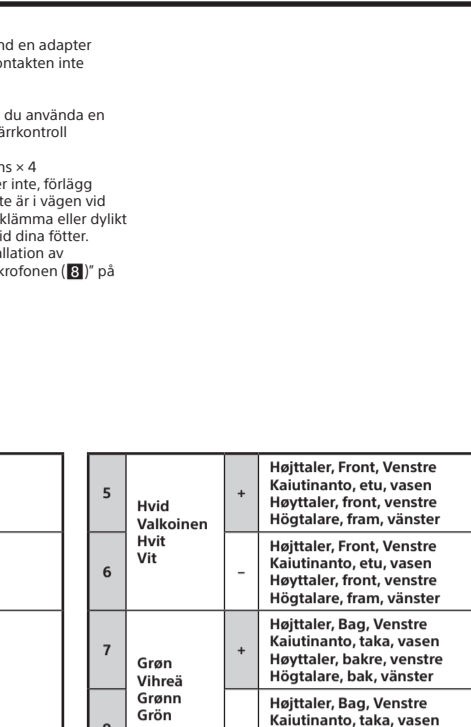 nd en adapter
ontakten inte
du använda en
ärrkontroll
ns × 4
er inte, förlägg
te är i vägen vid
klämma eller dylikt
id dina fötter.
allation av
krofonen (8)” på
5
Hvid
Valkoinen
Hvit
Vit
+
Højttaler, Front, Venstre
Kaiutinanto, etu, vasen
Høyttaler, front, venstre
Högtalare, fram, vänster
6
–
Højttaler, Front, Venstre
Kaiutinanto, etu, vasen
Høyttaler, front, venstre
Högtalare, fram, vänster
7
Grøn
Vihreä
Grønn
Grön
+
Højttaler, Bag, Venstre
Kaiutinanto, taka, vasen
Høyttaler, bakre, venstre
Högtalare, bak, vänster
Højttaler, Bag, Venstre
Kaiutinanto, taka, vasen